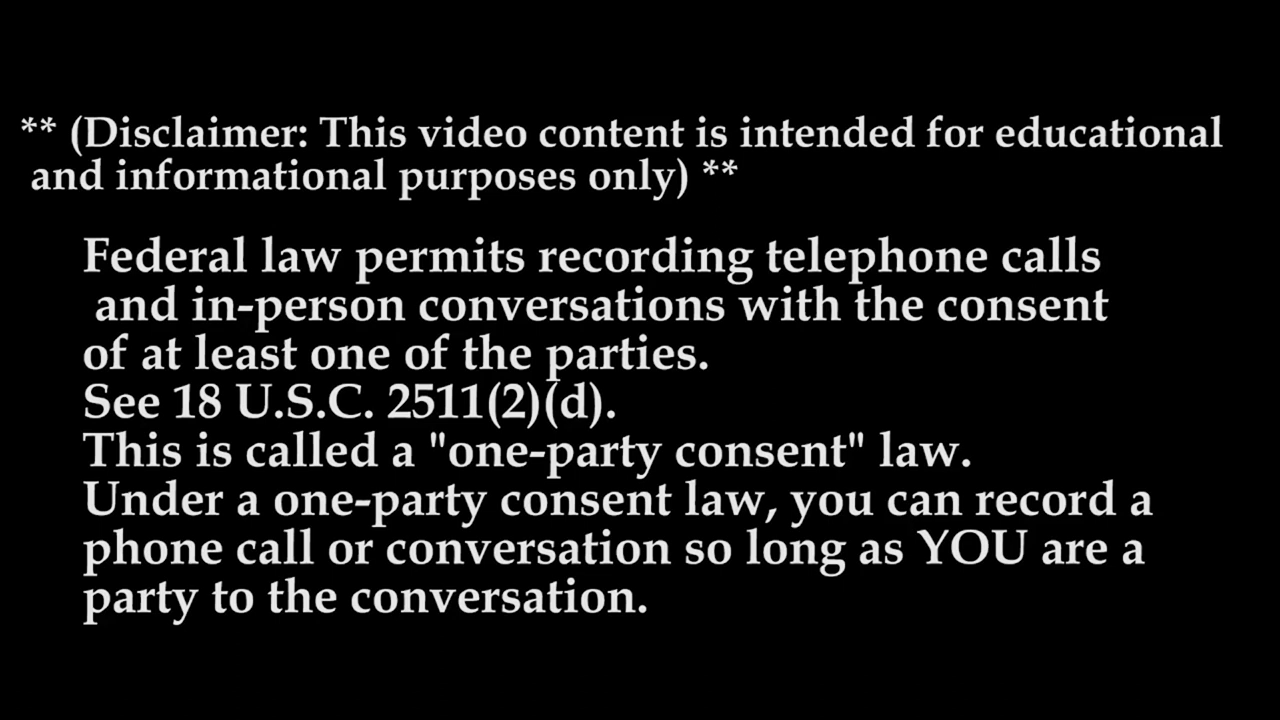 ** (Disclaimer: This video content is intended for educational
and informational purposes only) **
Federal law permits recording telephone calls
and in-person conversations with the consent
of at least one of the parties.
See 18 U.S.C. 2511(2)(d).
This is called a "one-party consent" law.
Under a one-party consent law, you can record a
phone call or conversation so long as YOU are a
party to the conversation.